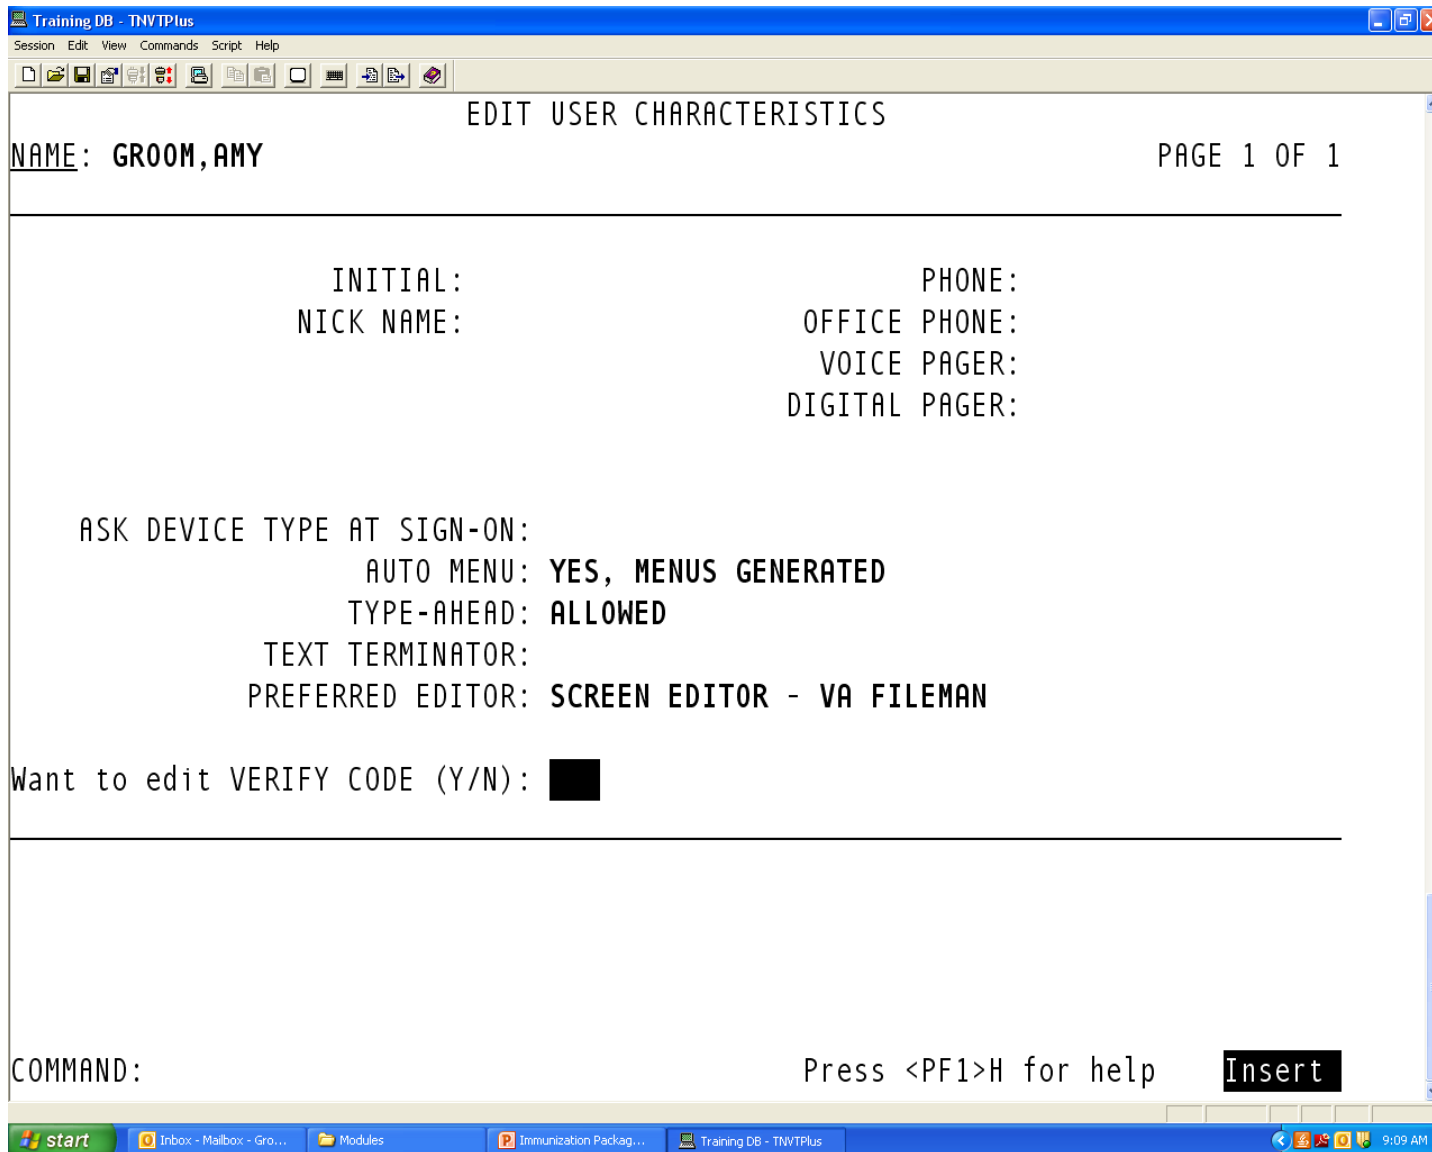 Training DB - TNVTPlus
Session Edit View Commands Script Help
EDIT USER CHARACTERISTICS
NAME: GROOM,AMY PAGE 1 OF 1
INITIAL: PHONE:
NICK NAME: OFFICE PHONE:
VOICE PAGER:
DIGITAL PAGER:
ASK DEVICE TYPE AT SIGN-ON:
AUTO MENU: YES, MENUS GENERATED
TYPE-AHEAD: ALLOWED
TEXT TERMINATOR:
PREFERRED EDITOR: SCREEN EDITOR - VA FILEMAN
Want to edit VERIFY CODE (Y/N):
COMMAND: Press <PF1>H for help Insert
start Inbox - Mailbox - Gro... Modules Immunization Packag... Training DB - TNVTPlus 9:09 AM